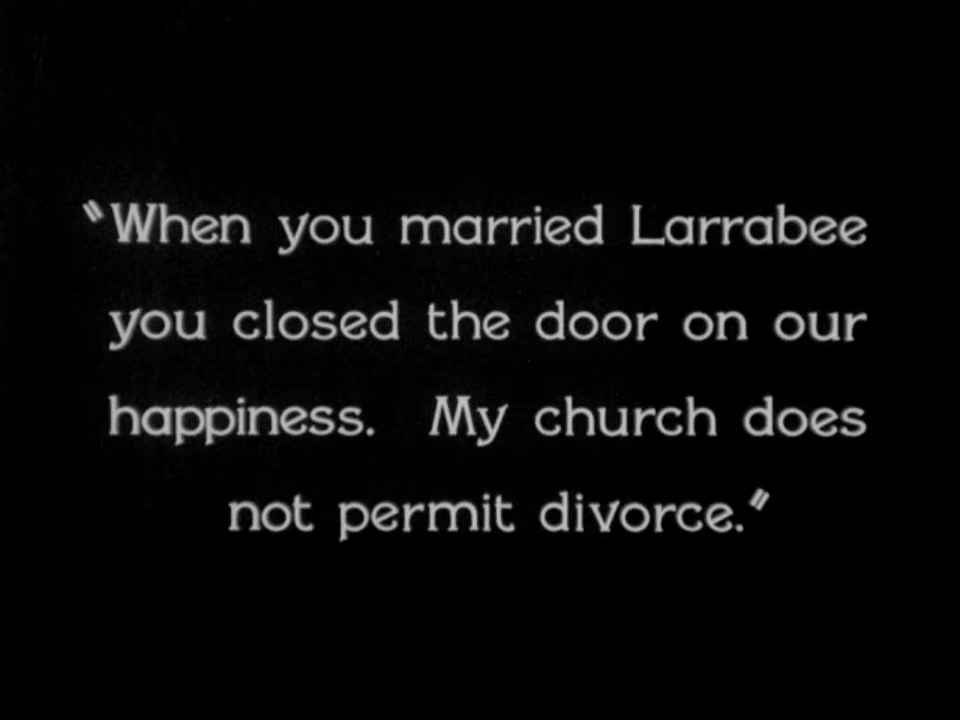 "When you married Larrabee
you closed the door on our
happiness. My church does
not permit divorce."